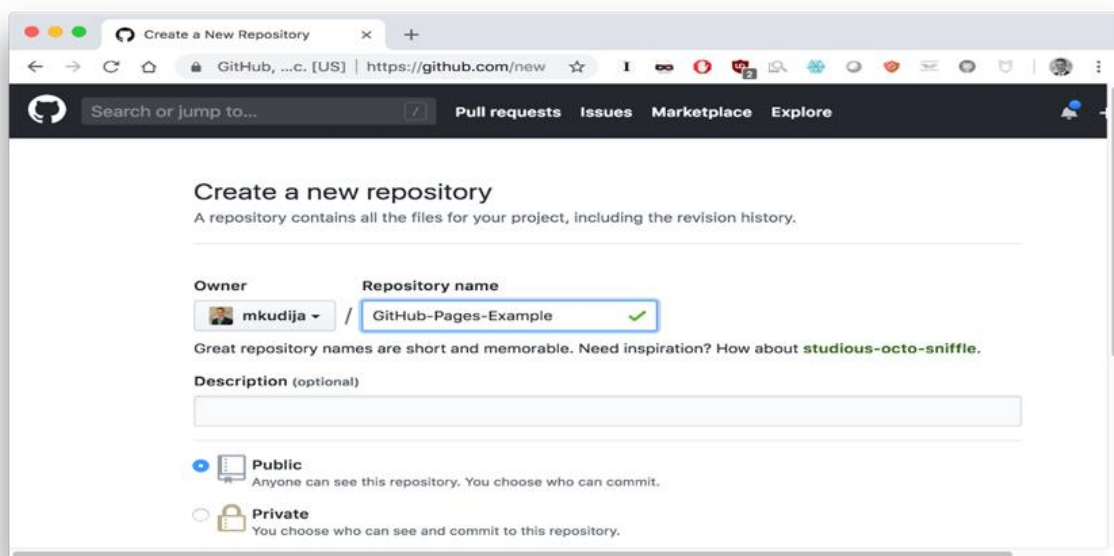 Create a New Repository
GitHub, ...c. [US] | https://github.com/new
2
Search or jump to... / Pull requests Issues Marketplace Explore
Create a new repository
A repository contains all the files for your project, including the revision history.
Owner Repository name
mkudija / GitHub-Pages-Example
Great repository names are short and memorable. Need inspiration? How about studious-octo-sniffle.
Description (optional)
Public
Anyone can see this repository. You choose who can commit.
Private
You choose who can see and commit to this repository.